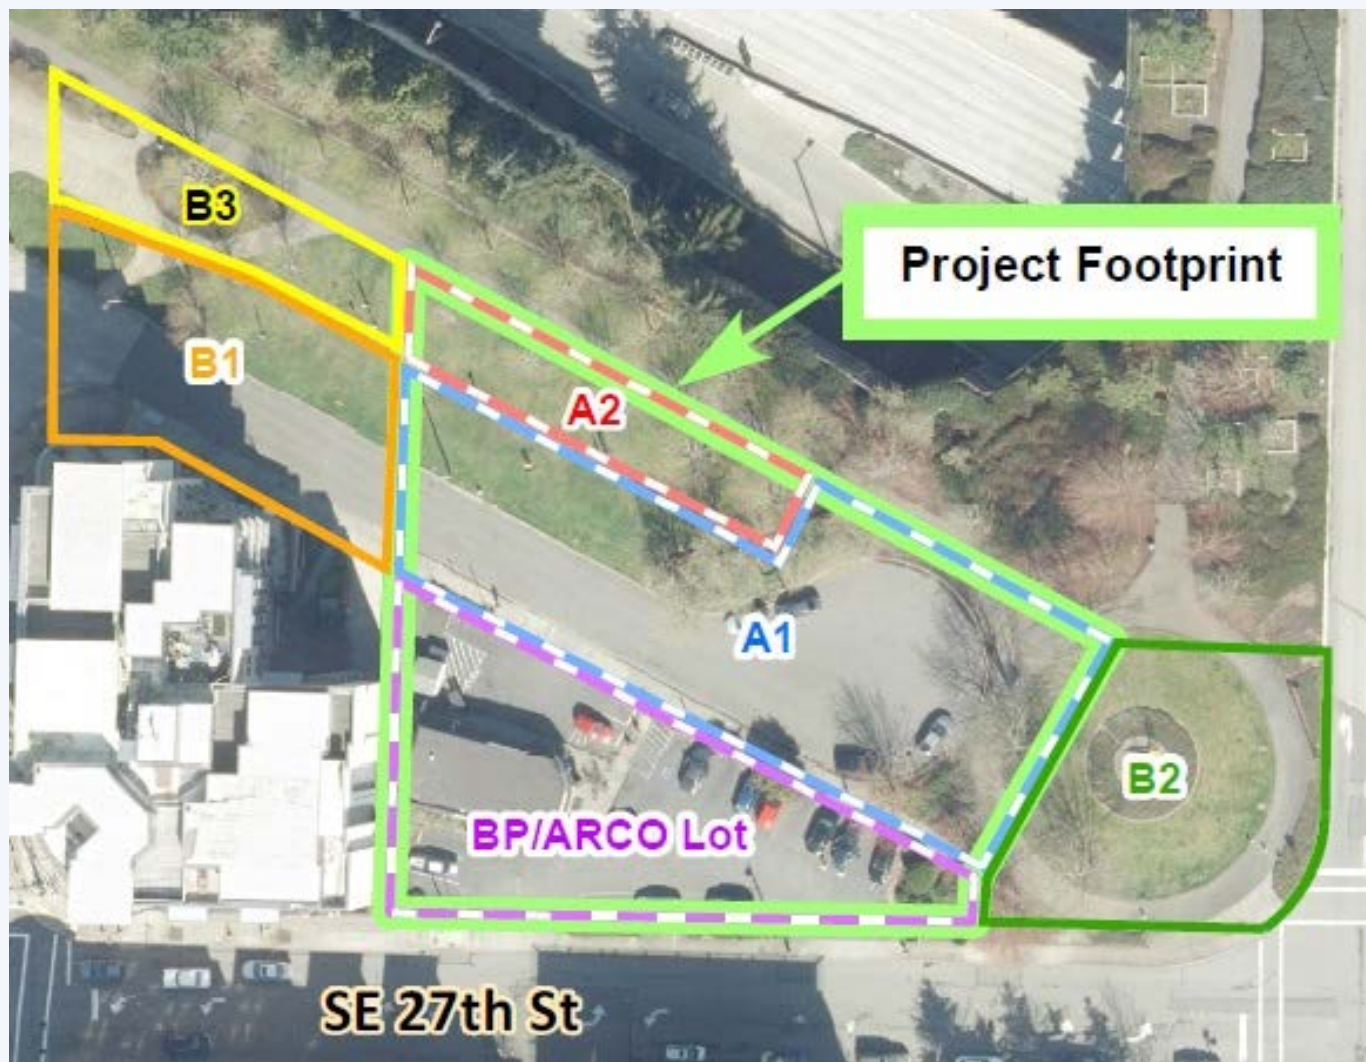 B3
Project Footprint
B1
A2
A1
B2
BP/ARCO Lot
SE 27th St